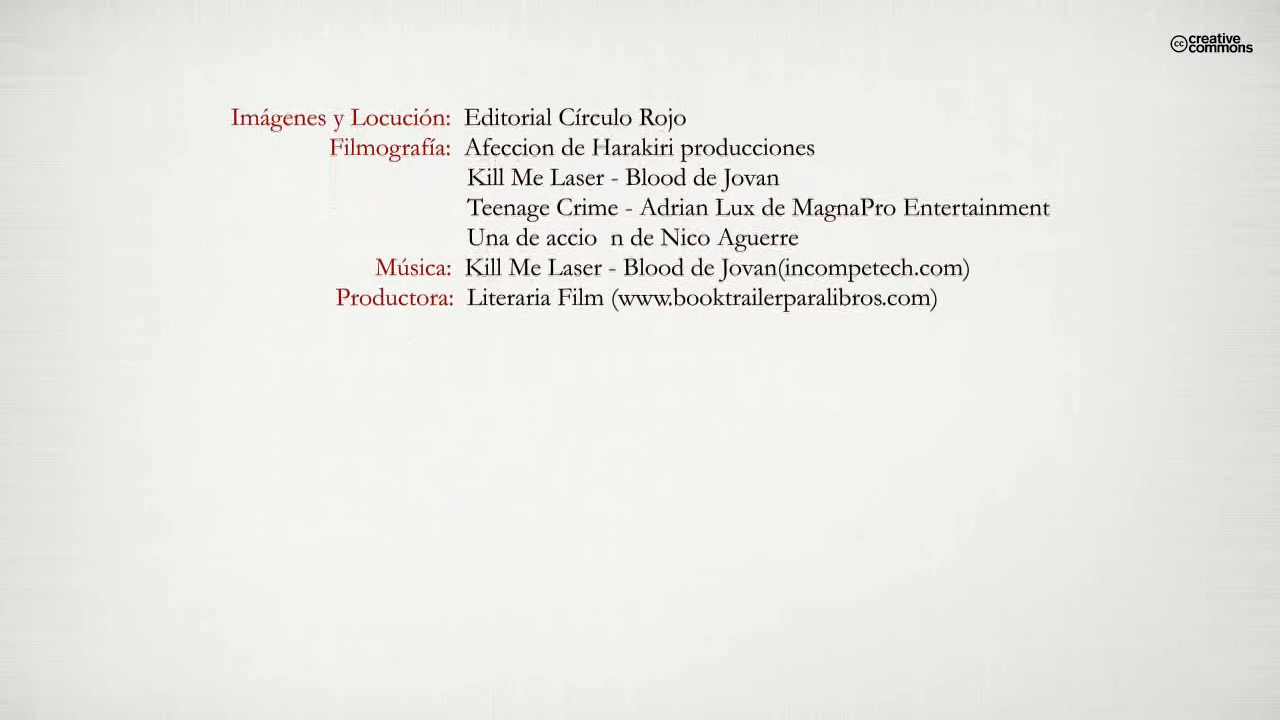 cc creative
commons
Imágenes y Locución: Editorial Círculo Rojo
Filmografía: Afeccion de Harakiri producciones
Kill Me Laser - Blood de Jovan
Teenage Crime - Adrian Lux de MagnaPro Entertainment
Una de accio n de Nico Aguerre
Música: Kill Me Laser - Blood de Jovan(incompetech.com)
Productora: Literaria Film (www.booktrailerparalibros.com)